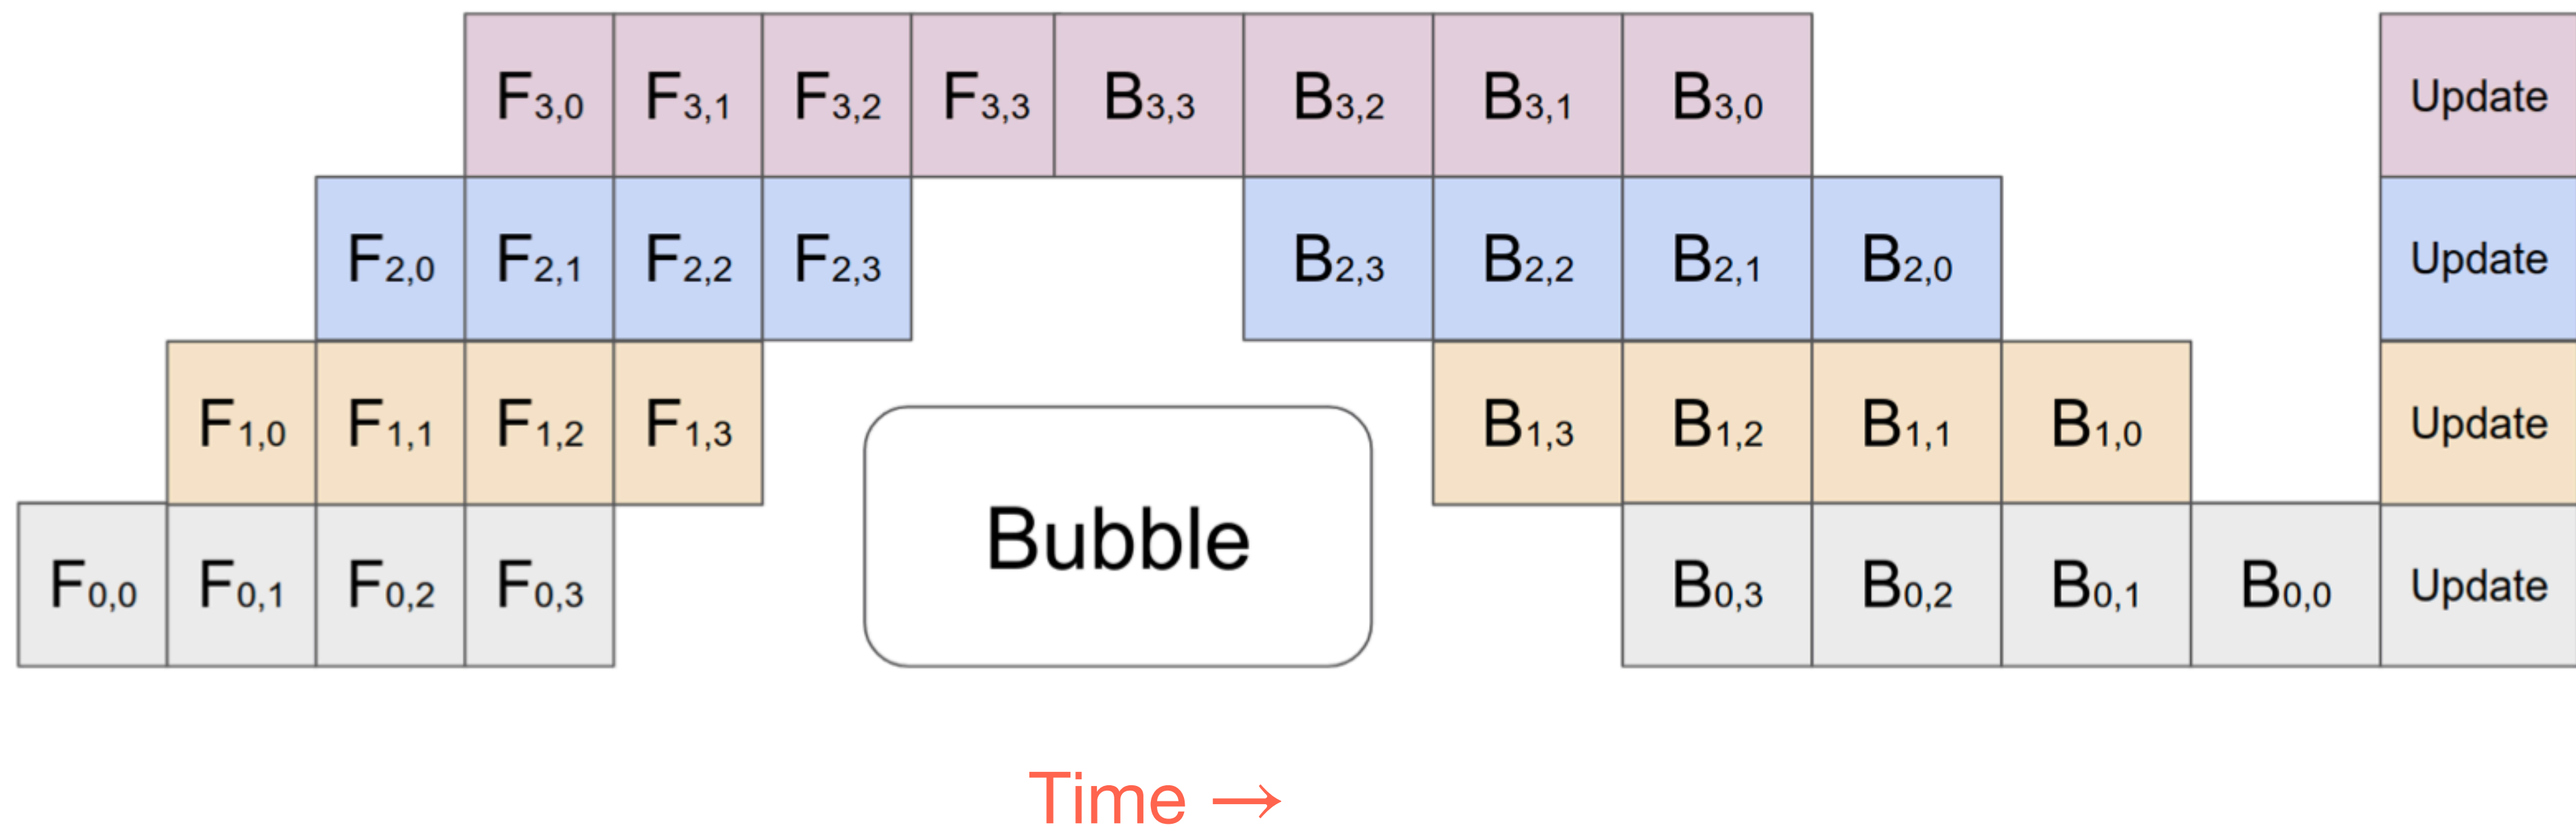 F3,0 F3,1 F3,2 F3,3 B3,3 B3,2 B3,1 B3,0 Update
F2,0 F2,1 F2,2 F2,3 B2,3 B2,2 B2,1 B2,0 Update
F1,0 F1,1 F1,2 F1,3 B1,3 B1,2 B1,1 B1,0 Update
Bubble
F0,0 F0,1 F0,2 F0,3 B0,3 B0,2 B0,1 B0,0 Update
Time →